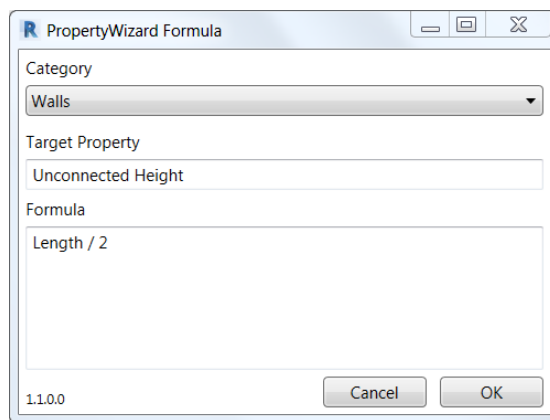 R PropertyWizard Formula
Category
Walls
Target Property
Unconnected Height
Formula
Length / 2
1.1.0.0
Cancel
OK